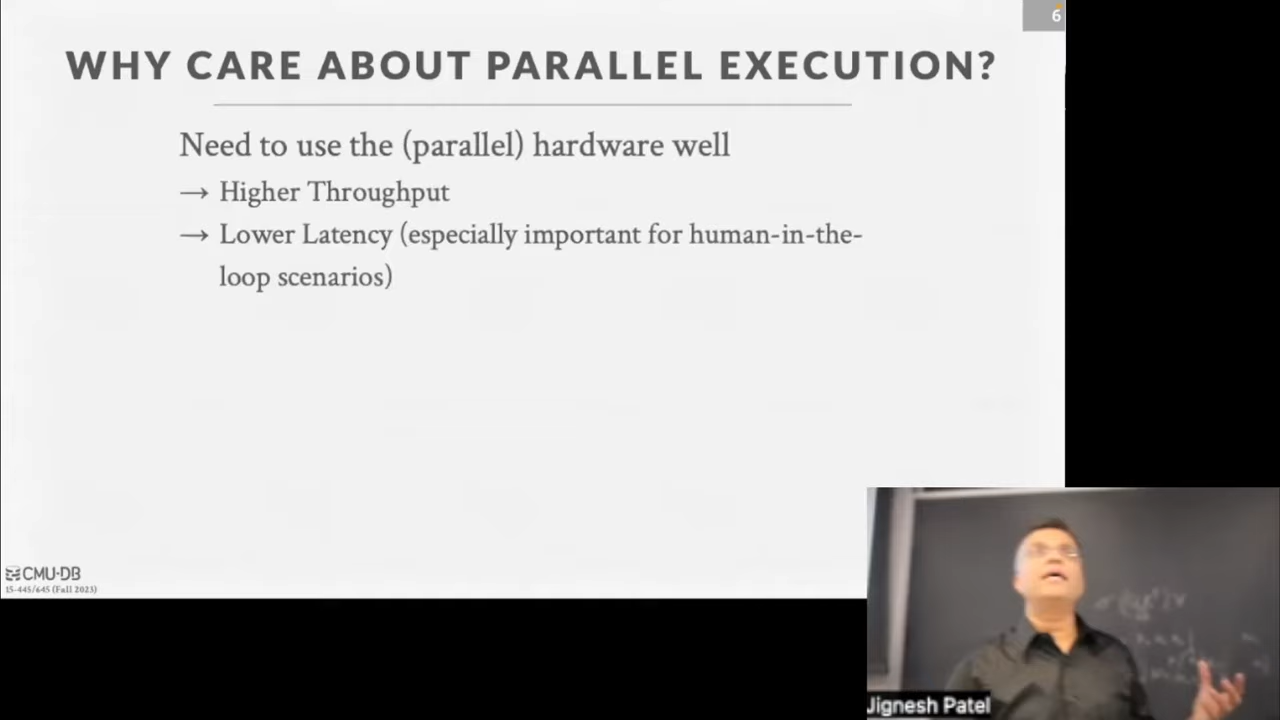 6
WHY CARE ABOUT PARALLEL EXECUTION?
Need to use the (parallel) hardware well
→ Higher Throughput
→ Lower Latency (especially important for human-in-the-
loop scenarios)
CMU·DB
15-445/645 (Fall 2023)
Jignesh Patel